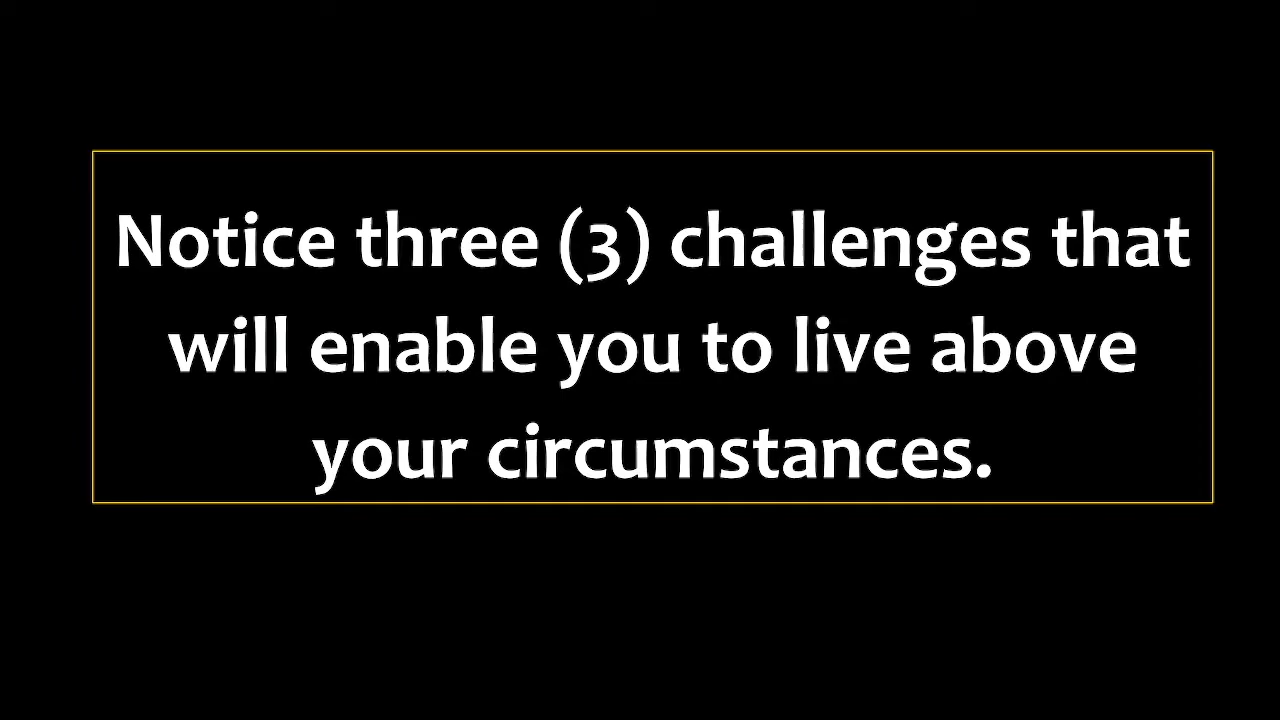 Notice three (3) challenges that
will enable you to live above
your circumstances.